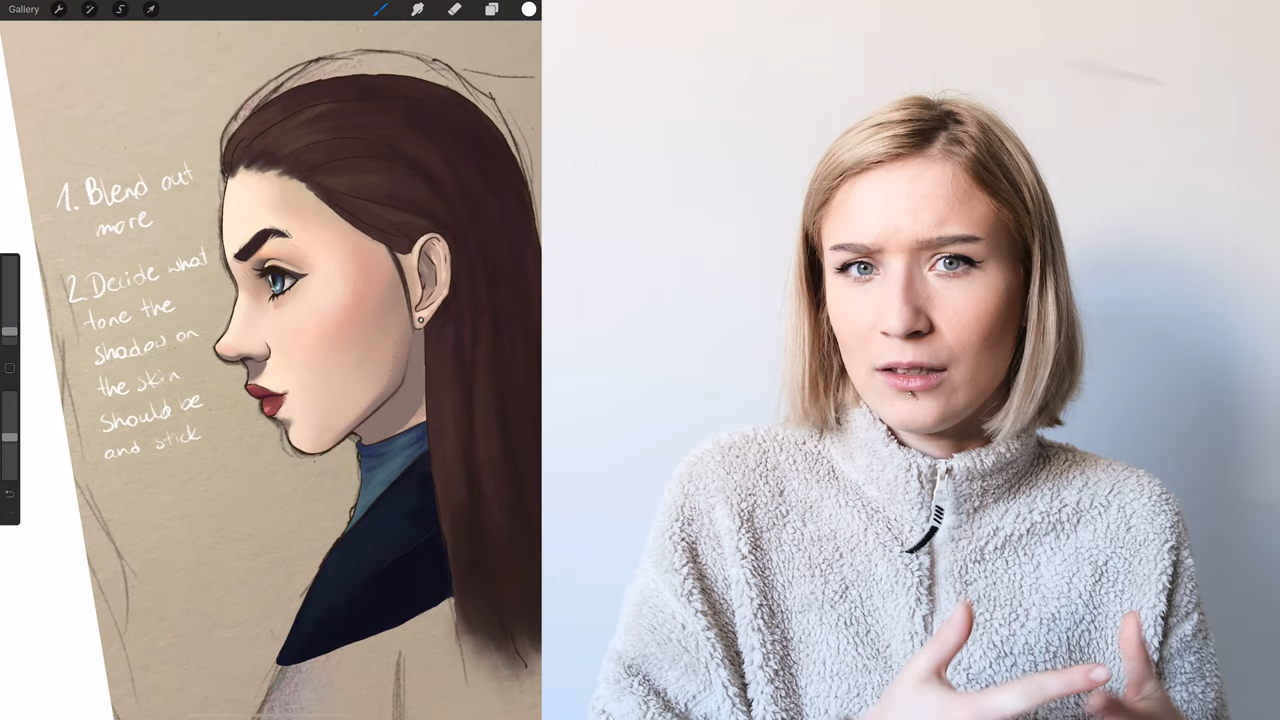 Gallery
1. Blend out
more
2. Decide what
tone the
shadow on
the skin
should be
and stick